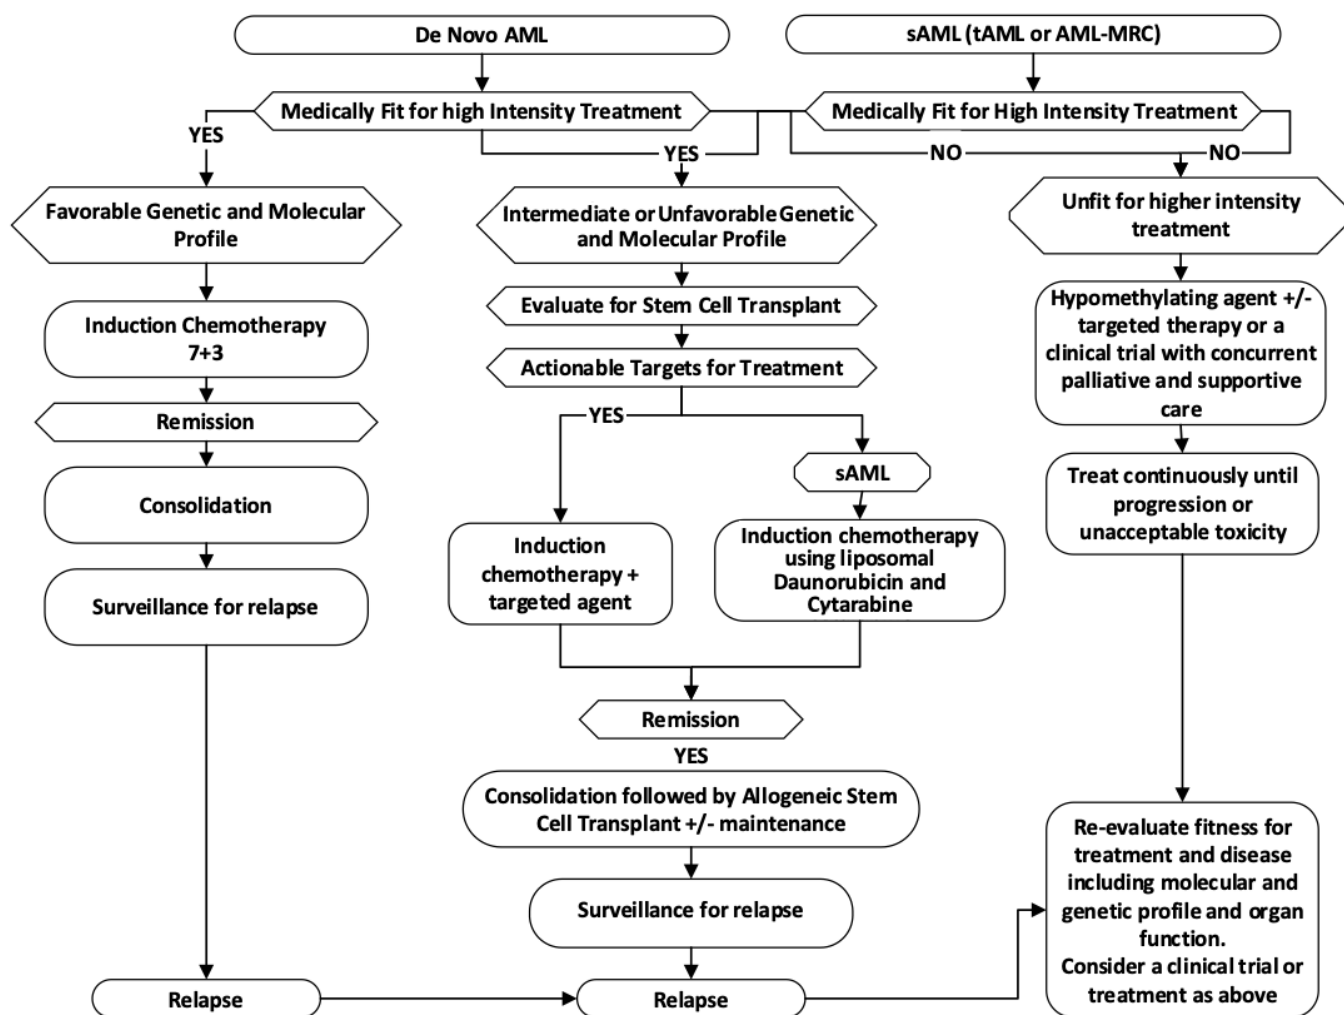 De Novo AML
sAML (tAML or AML-MRC)
Medically Fit for high Intensity Treatment
Medically Fit for High Intensity Treatment
YES
YES
NO
NO
Favorable Genetic and Molecular
Profile
Intermediate or Unfavorable Genetic
and Molecular Profile
Unfit for higher intensity
treatment
Induction Chemotherapy
7+3
Evaluate for Stem Cell Transplant
Actionable Targets for Treatment
Hypomethylating agent +/-
targeted therapy or a
clinical trial with concurrent
palliative and supportive
care
Remission
YES
sAML
Consolidation
Induction
chemotherapy +
targeted agent
Induction chemotherapy
using liposomal
Daunorubicin and
Cytarabine
Treat continuously until
progression or
unacceptable toxicity
Surveillance for relapse
Remission
YES
Consolidation followed by Allogeneic Stem
Cell Transplant +/- maintenance
Surveillance for relapse
Re-evaluate fitness for
treatment and disease
including molecular and
genetic profile and organ
function.
Consider a clinical trial or
treatment as above
Relapse
Relapse